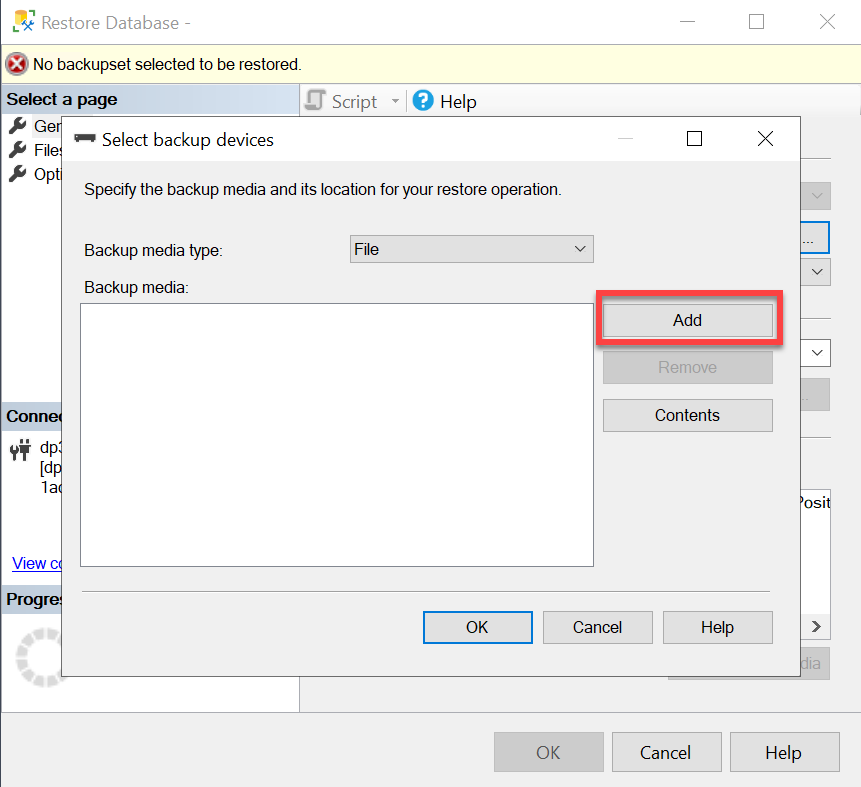 Restore Database -
No backupset selected to be restored.
Select a page
Script
Help
Gen
Files
Opti
Select backup devices
Specify the backup media and its location for your restore operation.
Backup media type:
File
Backup media:
Add
Remove
Contents
OK
Cancel
Help
...
Connec
dp3
[dp
1ac
View co
Progres
Posit
dia
OK
Cancel
Help